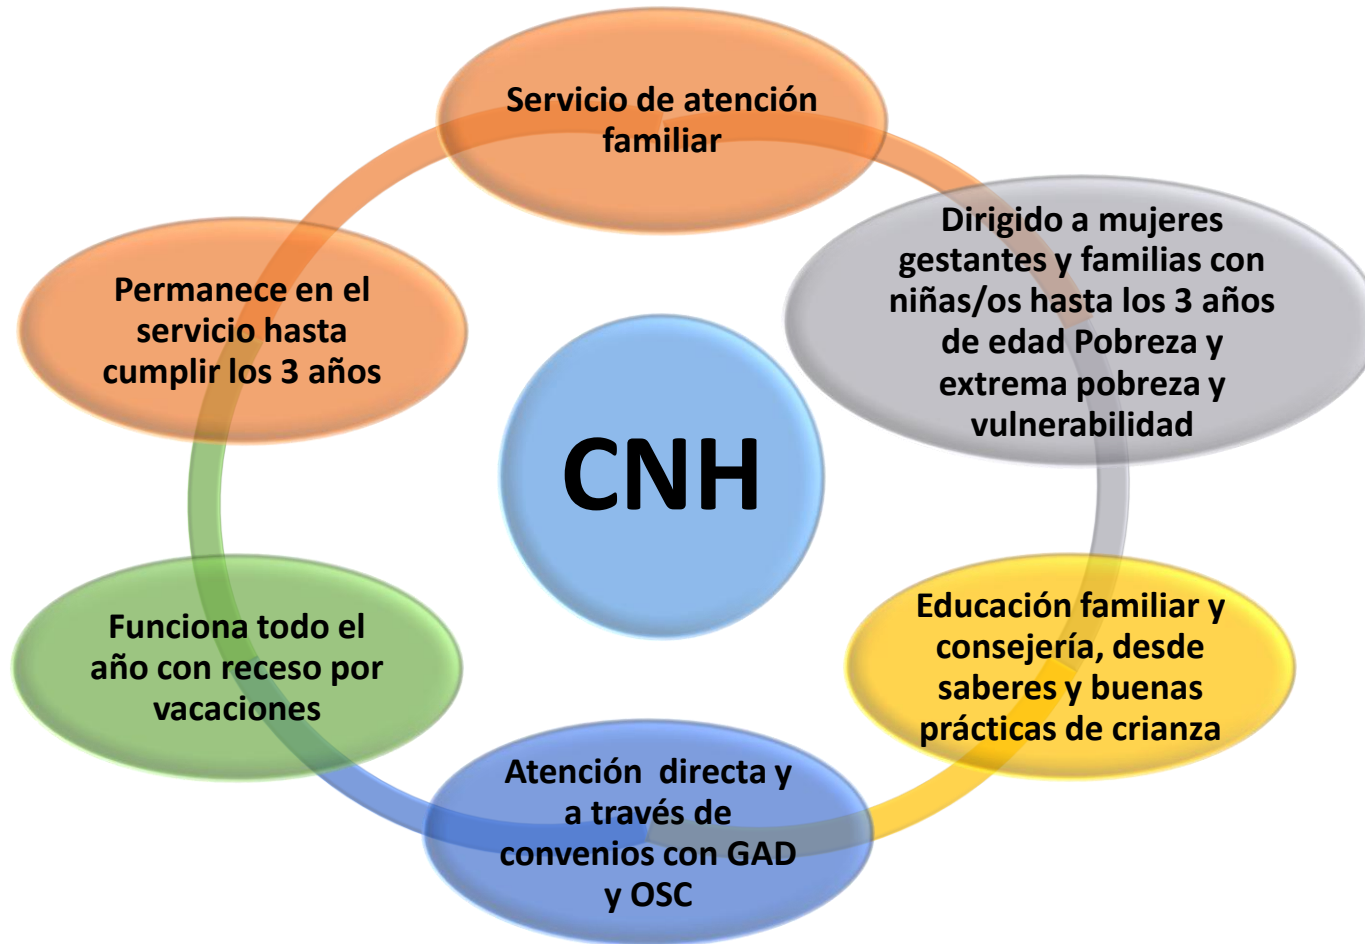 Servicio de atención
familiar
Dirigido a mujeres
gestantes y familias con
niñas/os hasta los 3 años
de edad Pobreza y
extrema pobreza y
vulnerabilidad
Educación familiar y
consejería, desde
saberes y buenas
prácticas de crianza
Atención directa y
a través de
convenios con GAD
y OSC
Funciona todo el
año con receso por
vacaciones
Permanece en el
servicio hasta
cumplir los 3 años
CNH